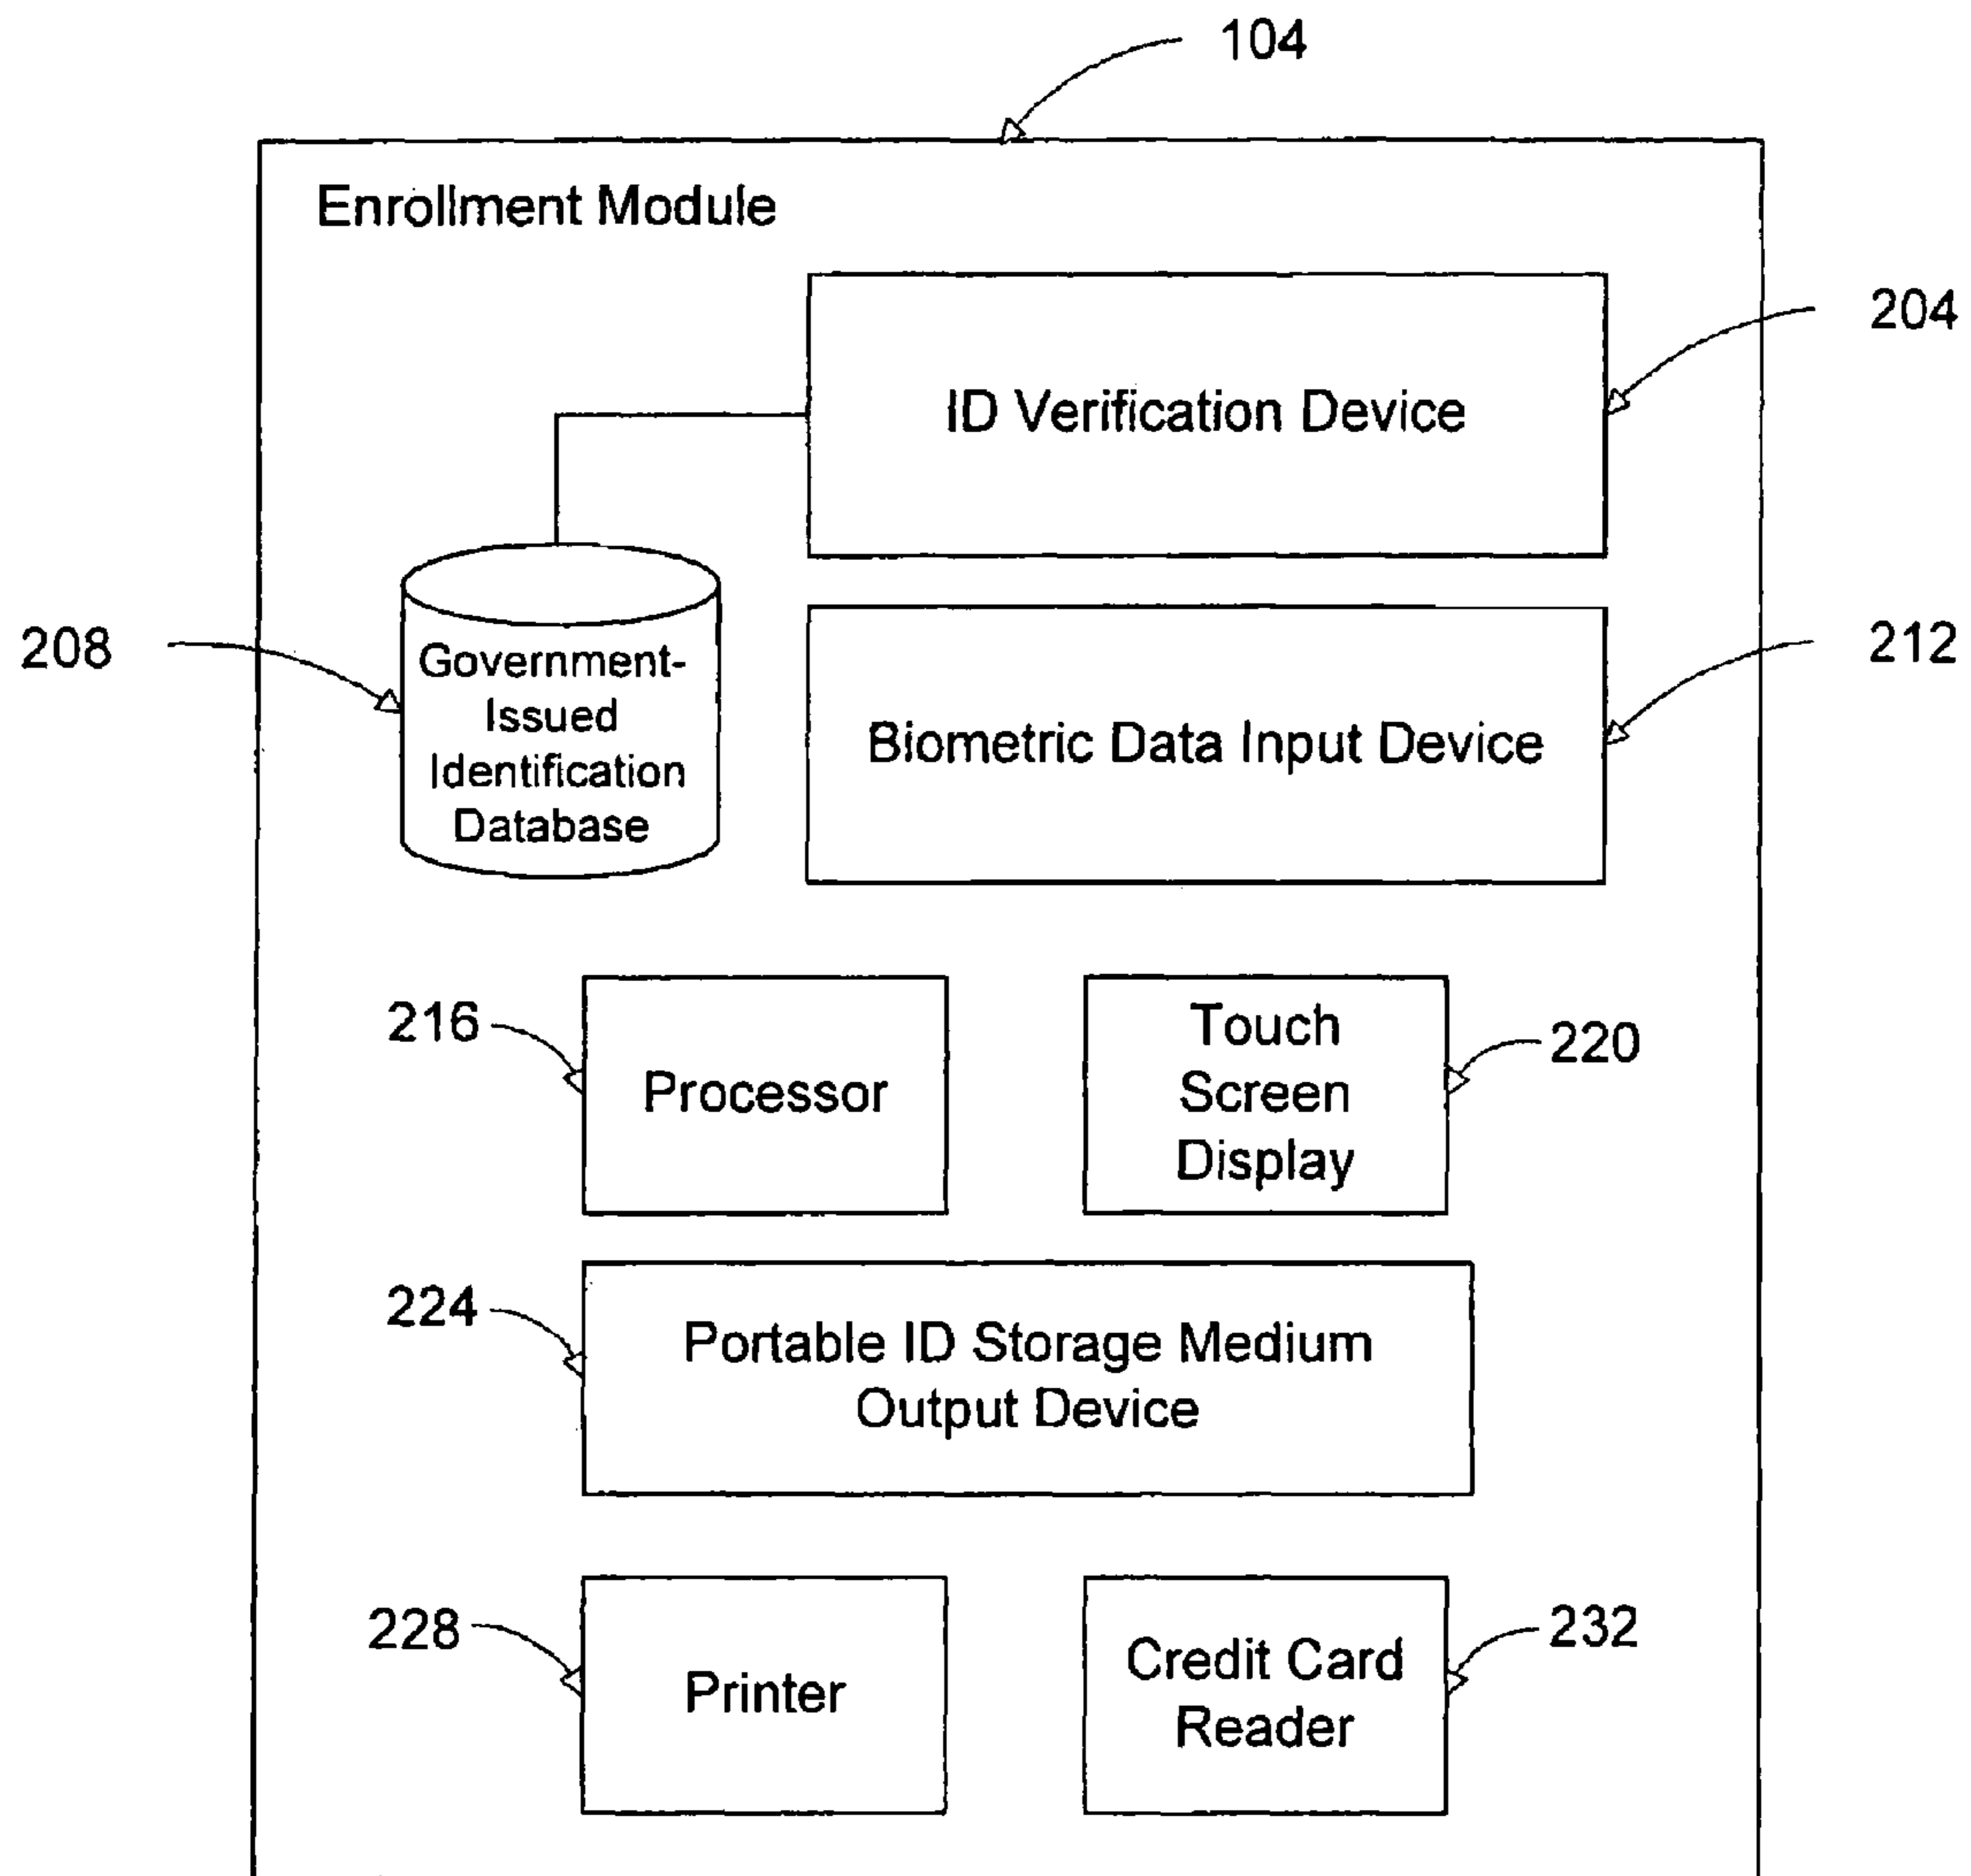 104
Enrollment Module
204
ID Verification Device
208
Government-
Issued
Identification
Database
212
Biometric Data Input Device
216
Processor
Touch
Screen
Display
220
224
Portable ID Storage Medium
Output Device
228
Printer
Credit Card
Reader
232